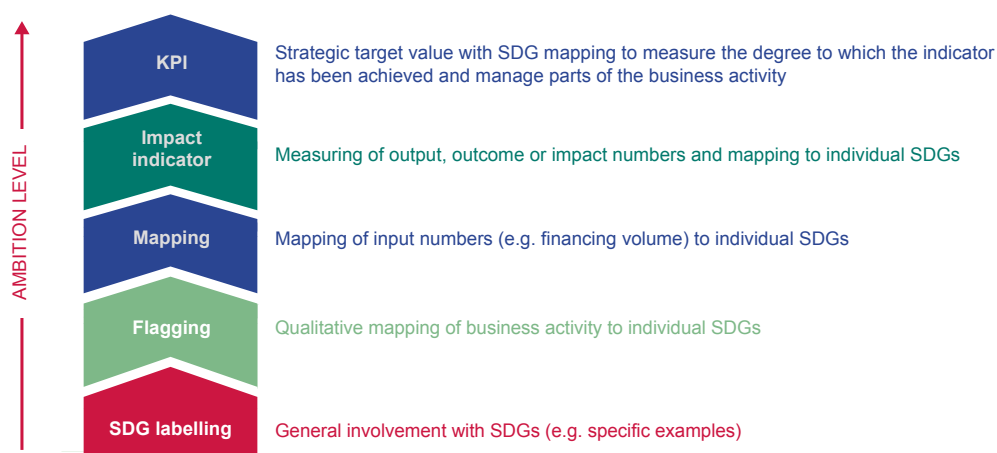 AMBITION LEVEL
KPI
Strategic target value with SDG mapping to measure the degree to which the indicator
has been achieved and manage parts of the business activity
Impact
indicator
Measuring of output, outcome or impact numbers and mapping to individual SDGs
Mapping
Mapping of input numbers (e.g. financing volume) to individual SDGs
Flagging
Qualitative mapping of business activity to individual SDGs
SDG labelling
General involvement with SDGs (e.g. specific examples)